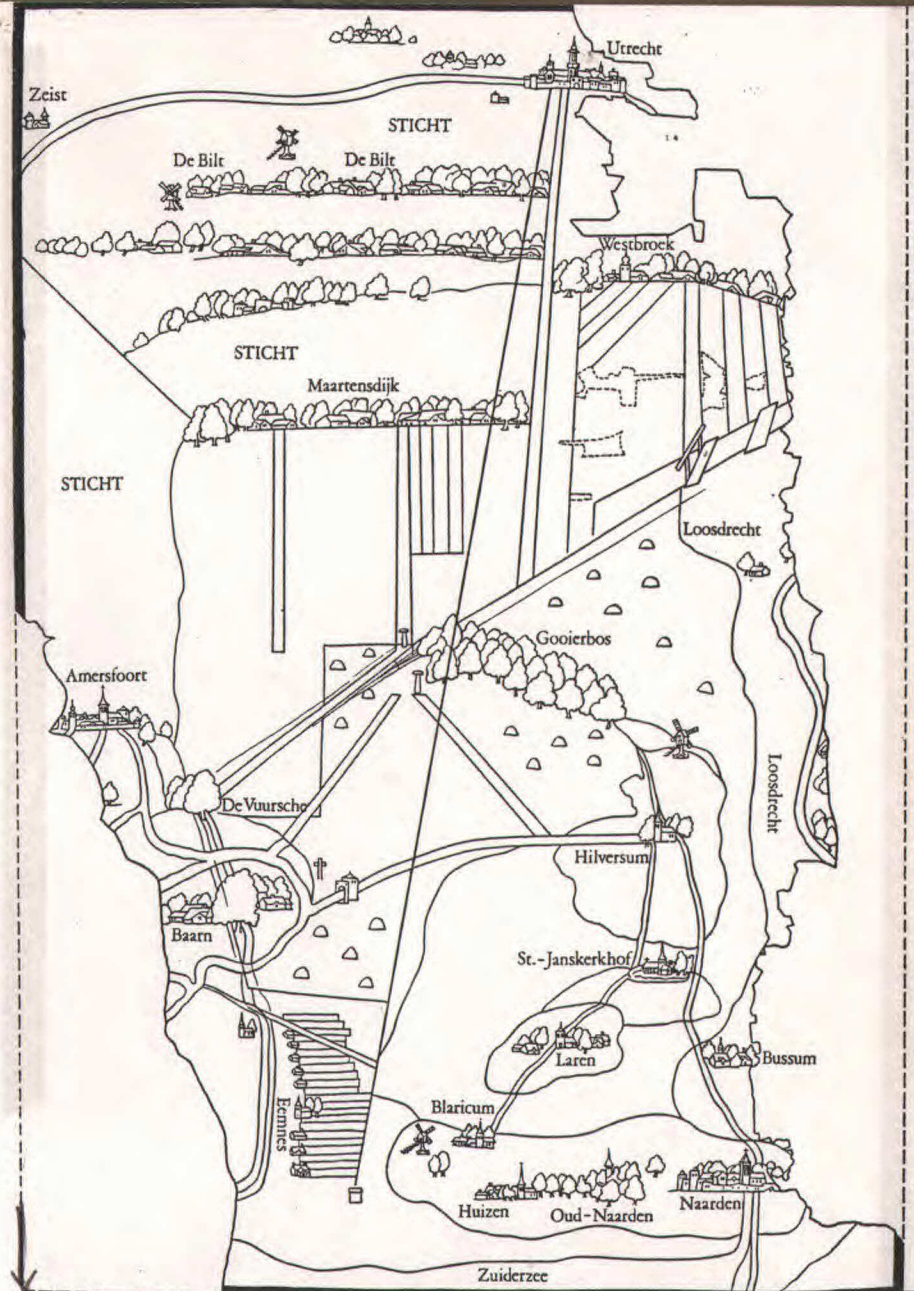 Utrecht
Zeist
STICHT
14
De Bilt
De Bilt
Westbroek
STICHT
Maartensdijk
STICHT
Loosdrecht
Gooierbos
Amersfoort
Loosdrecht
De Vuursche
Hilversum
Baarn
St.-Janskerkhof
Laren
Bussum
Eemnes
Blaricum
Huizen
Oud-Naarden
Naarden
Zuiderzee